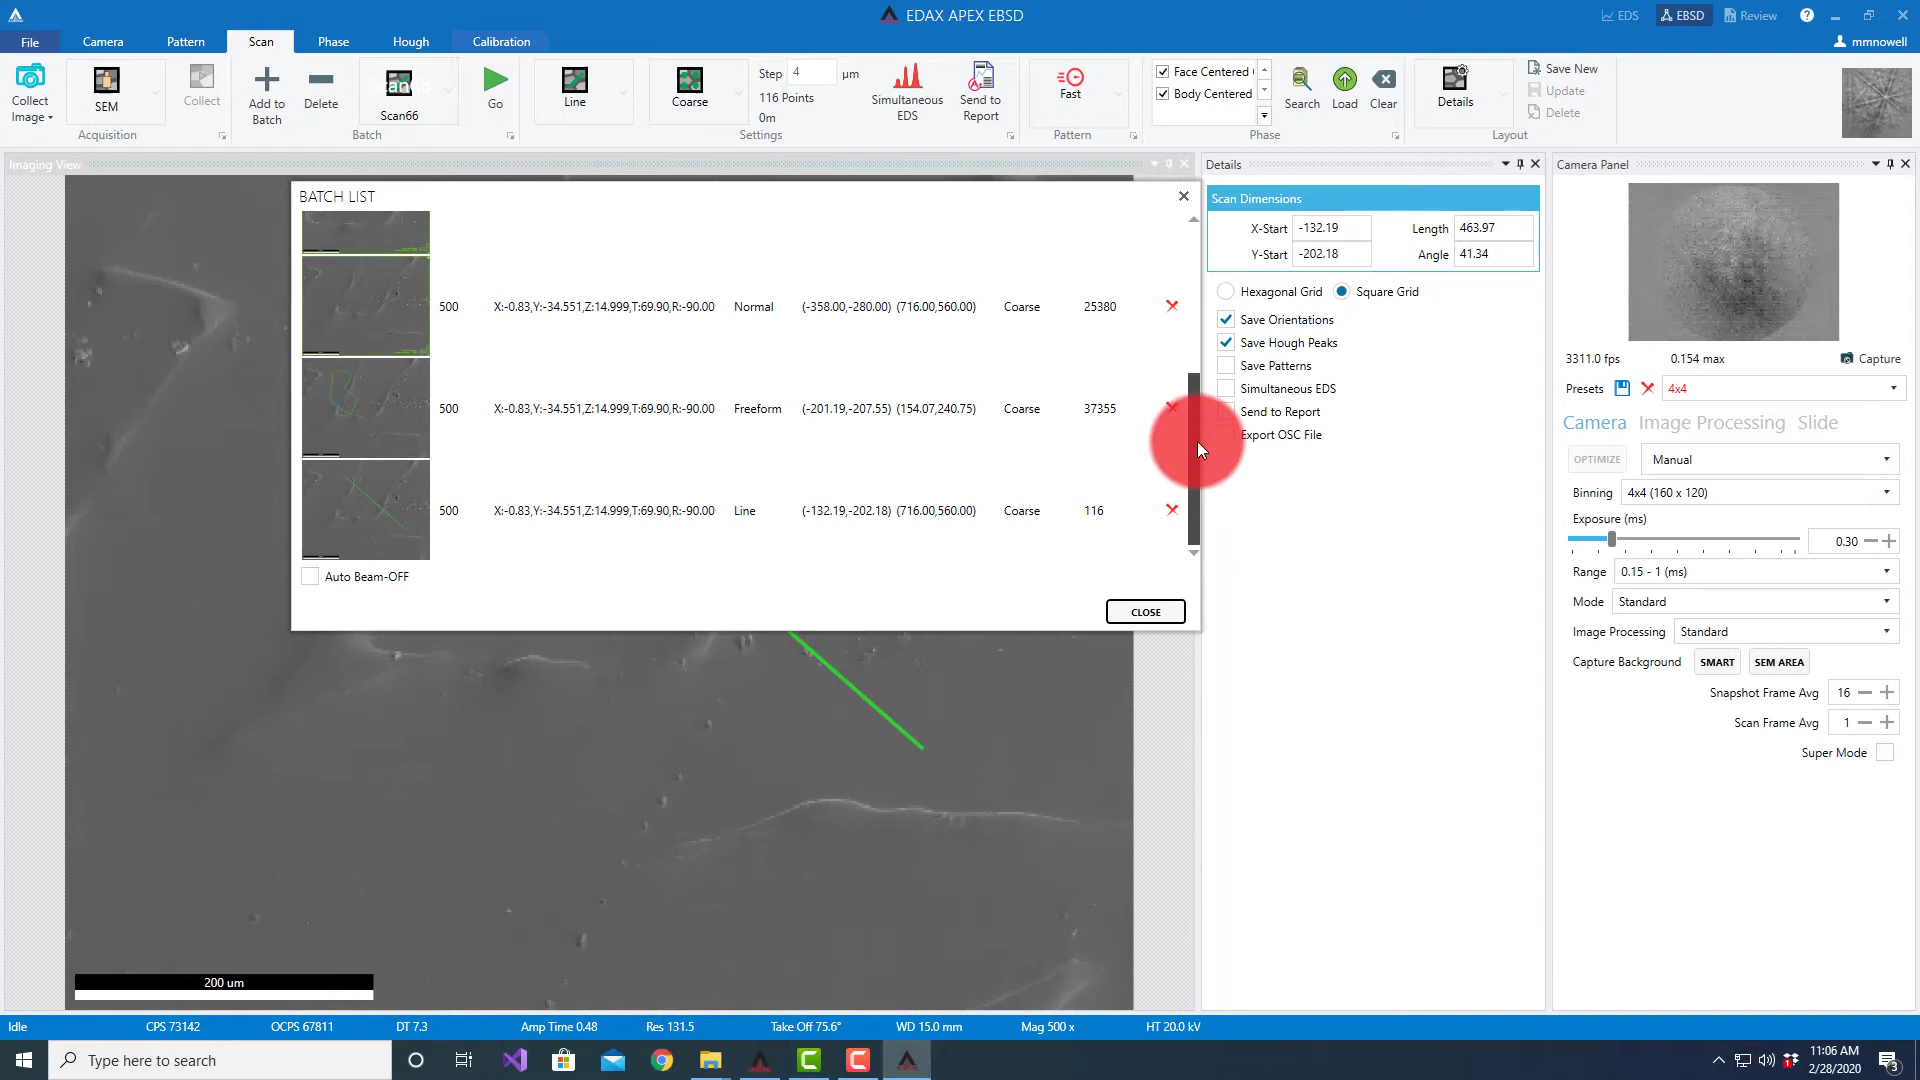 EDAX APEX EBSD
EDS
EBSD
Review
File
Camera
Pattern
Scan
Phase
Hough
Calibration
mmnowell
Collect
Image
SEM
Collect
Acquisition
Add to
Batch
Delete
Scan66
Batch
Go
Line
Coarse
Step 4 μm
116 Points
0m
Settings
Simultaneous
EDS
Send to
Report
Fast
Pattern
Face Centered
Body Centered
Search
Load
Clear
Phase
Details
Save New
Update
Delete
Layout
Imaging View
BATCH LIST
500 X:-0.83,Y:-34.551,Z:14.999,T:69.90,R:-90.00 Normal (-358.00,-280.00) (716.00,560.00) Coarse 25380
500 X:-0.83,Y:-34.551,Z:14.999,T:69.90,R:-90.00 Freeform (-201.19,-207.55) (154.07,240.75) Coarse 37355
500 X:-0.83,Y:-34.551,Z:14.999,T:69.90,R:-90.00 Line (-132.19,-202.18) (716.00,560.00) Coarse 116
Auto Beam-OFF
CLOSE
200 um
Details
Scan Dimensions
X-Start -132.19 Length 463.97
Y-Start -202.18 Angle 41.34
Hexagonal Grid Square Grid
Save Orientations
Save Hough Peaks
Save Patterns
Simultaneous EDS
Send to Report
Export OSC File
Camera Panel
3311.0 fps 0.154 max Capture
Presets 4x4
Camera Image Processing Slide
OPTIMIZE Manual
Binning 4x4 (160 x 120)
Exposure (ms)
0.30
Range 0.15 - 1 (ms)
Mode Standard
Image Processing Standard
Capture Background SMART SEM AREA
Snapshot Frame Avg 16
Scan Frame Avg 1
Super Mode
Idle CPS 73142 OCPS 67811 DT 7.3 Amp Time 0.48 Res 131.5 Take Off 75.6° WD 15.0 mm Mag 500 x HT 20.0 kV
Type here to search
11:06 AM
2/28/2020
3